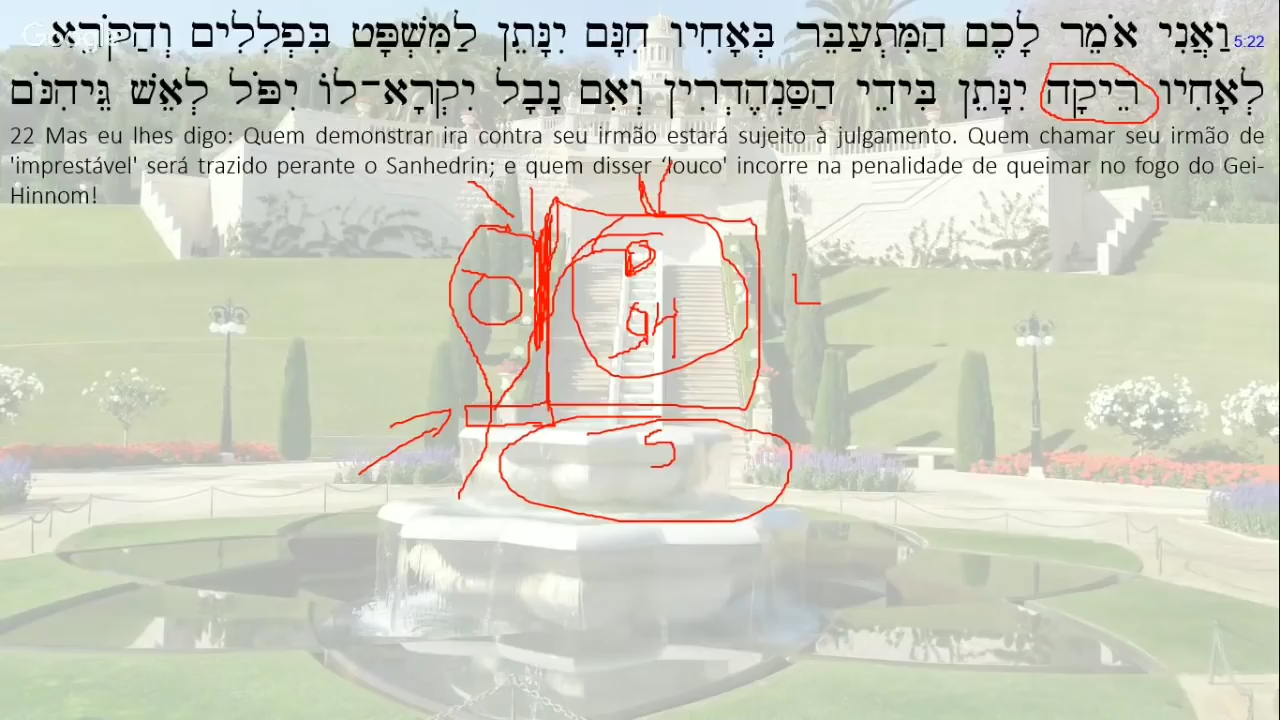 וַאֲנִי אֹמֵר לָכֶם הַמִּתְעַבֵּר בְּאָחִיו חִנָּם יִנָּתֵן לַמִּשְׁפָּט בִּפְלִלִים וְהַקֹּרֵא 5:22
לְאָחִיו רֵיקָה יִנָּתֵן בִּידֵי הַסַּנְהֶדְרִין וְאִם נָבָל יִקְרָא־לוֹ יִפֹּל לְאֵשׁ גֵּיהִנֹּם
22 Mas eu lhes digo: Quem demonstrar ira contra seu irmão estará sujeito à julgamento. Quem chamar seu irmão de
'imprestável' será trazido perante o Sanhedrin; e quem disser ‘louco' incorre na penalidade de queimar no fogo do Gei-
Hinnom!